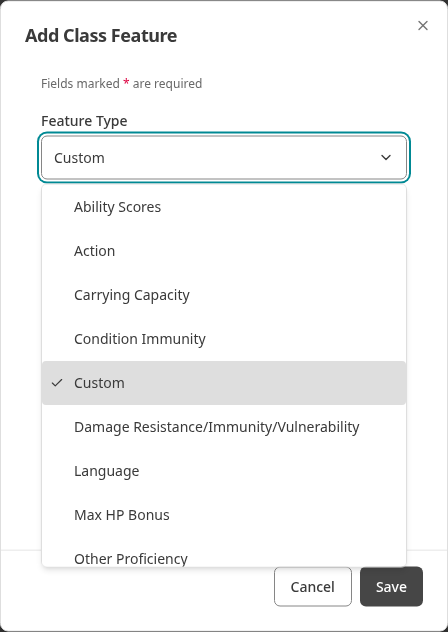 Add Class Feature
Fields marked * are required
Feature Type
Custom
Ability Scores
Action
Carrying Capacity
Condition Immunity
Custom
Damage Resistance/Immunity/Vulnerability
Language
Max HP Bonus
Other Proficiency
Cancel Save